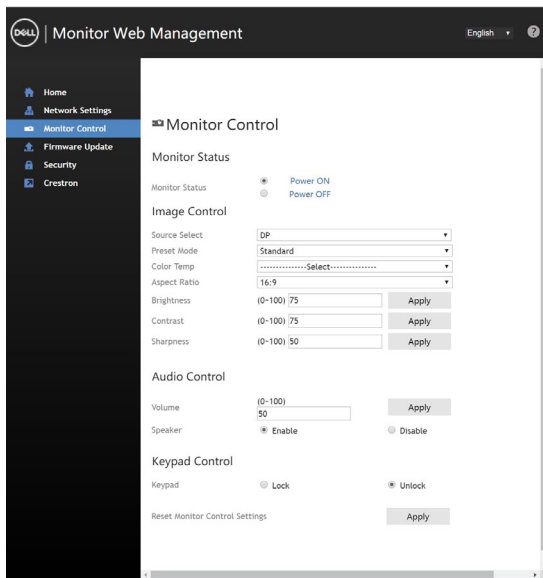 DELL | Monitor Web Management English ?
Home
Network Settings
Monitor Control
Firmware Update
Security
Crestron
Monitor Control
Monitor Status
Monitor Status Power ON
Power OFF
Image Control
Source Select DP
Preset Mode Standard
Color Temp ---------------Select---------------
Aspect Ratio 16:9
Brightness (0~100) 75 Apply
Contrast (0~100) 75 Apply
Sharpness (0~100) 50 Apply
Audio Control
Volume (0~100) 50 Apply
Speaker Enable Disable
Keypad Control
Keypad Lock Unlock
Reset Monitor Control Settings Apply